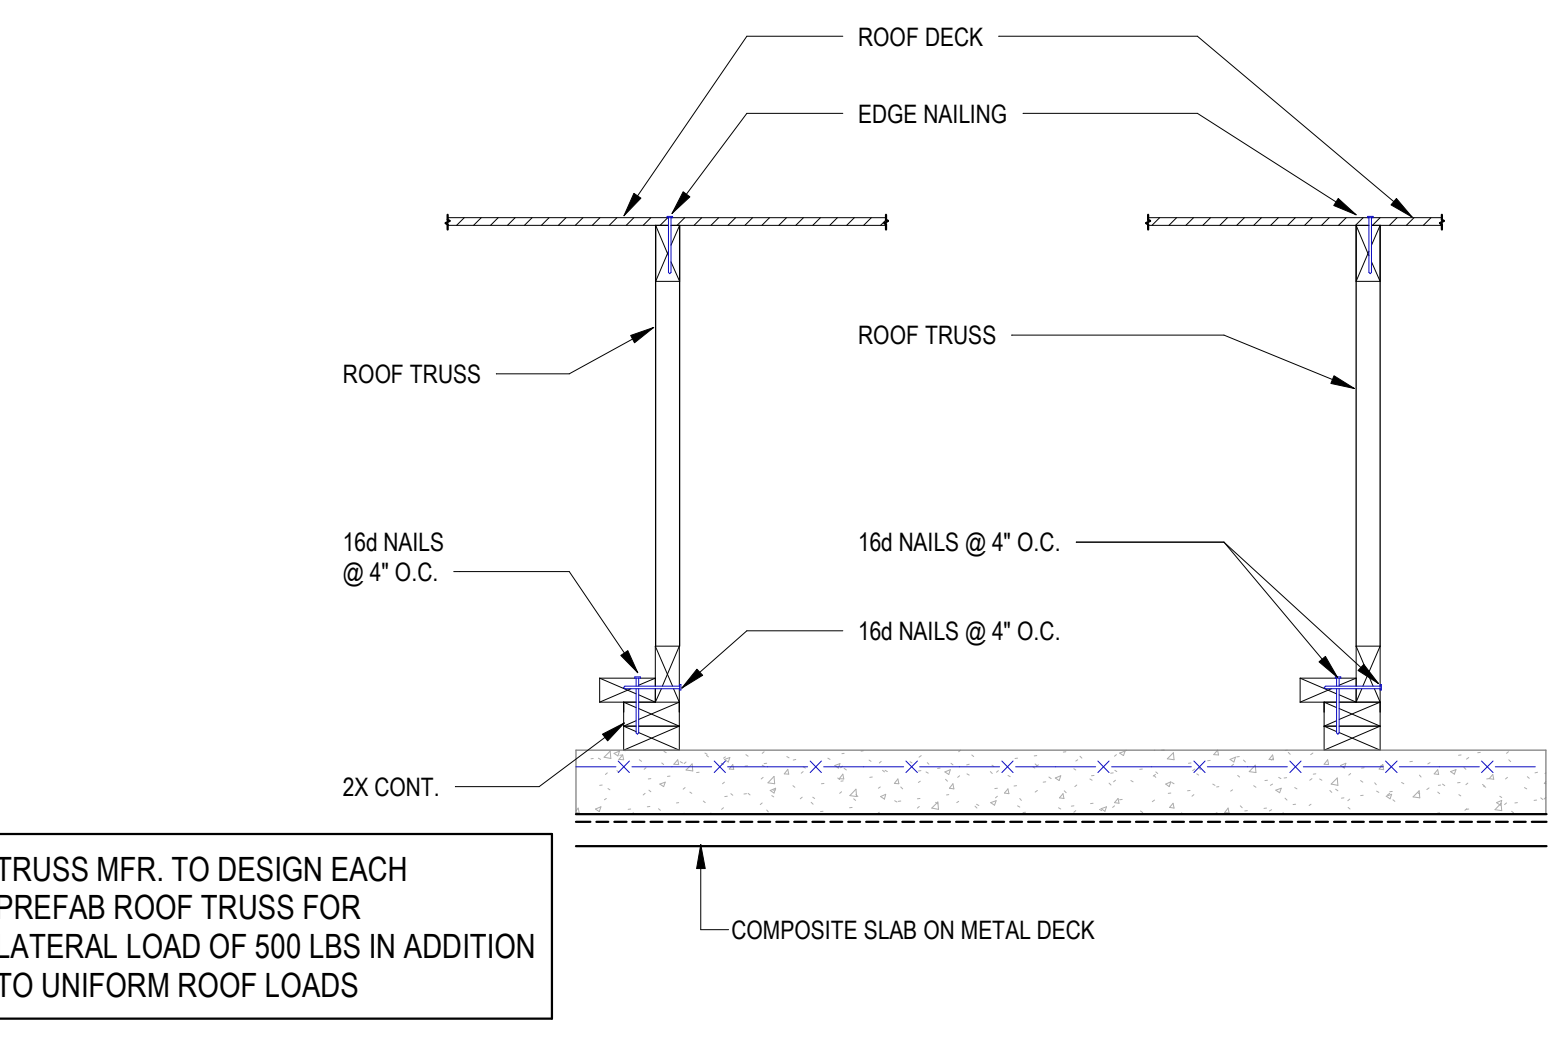 ROOF DECK
EDGE NAILING
ROOF TRUSS
ROOF TRUSS
16d NAILS
@ 4" O.C.
16d NAILS @ 4" O.C.
16d NAILS @ 4" O.C.
2X CONT.
TRUSS MFR. TO DESIGN EACH
PREFAB ROOF TRUSS FOR
LATERAL LOAD OF 500 LBS IN ADDITION
TO UNIFORM ROOF LOADS
COMPOSITE SLAB ON METAL DECK